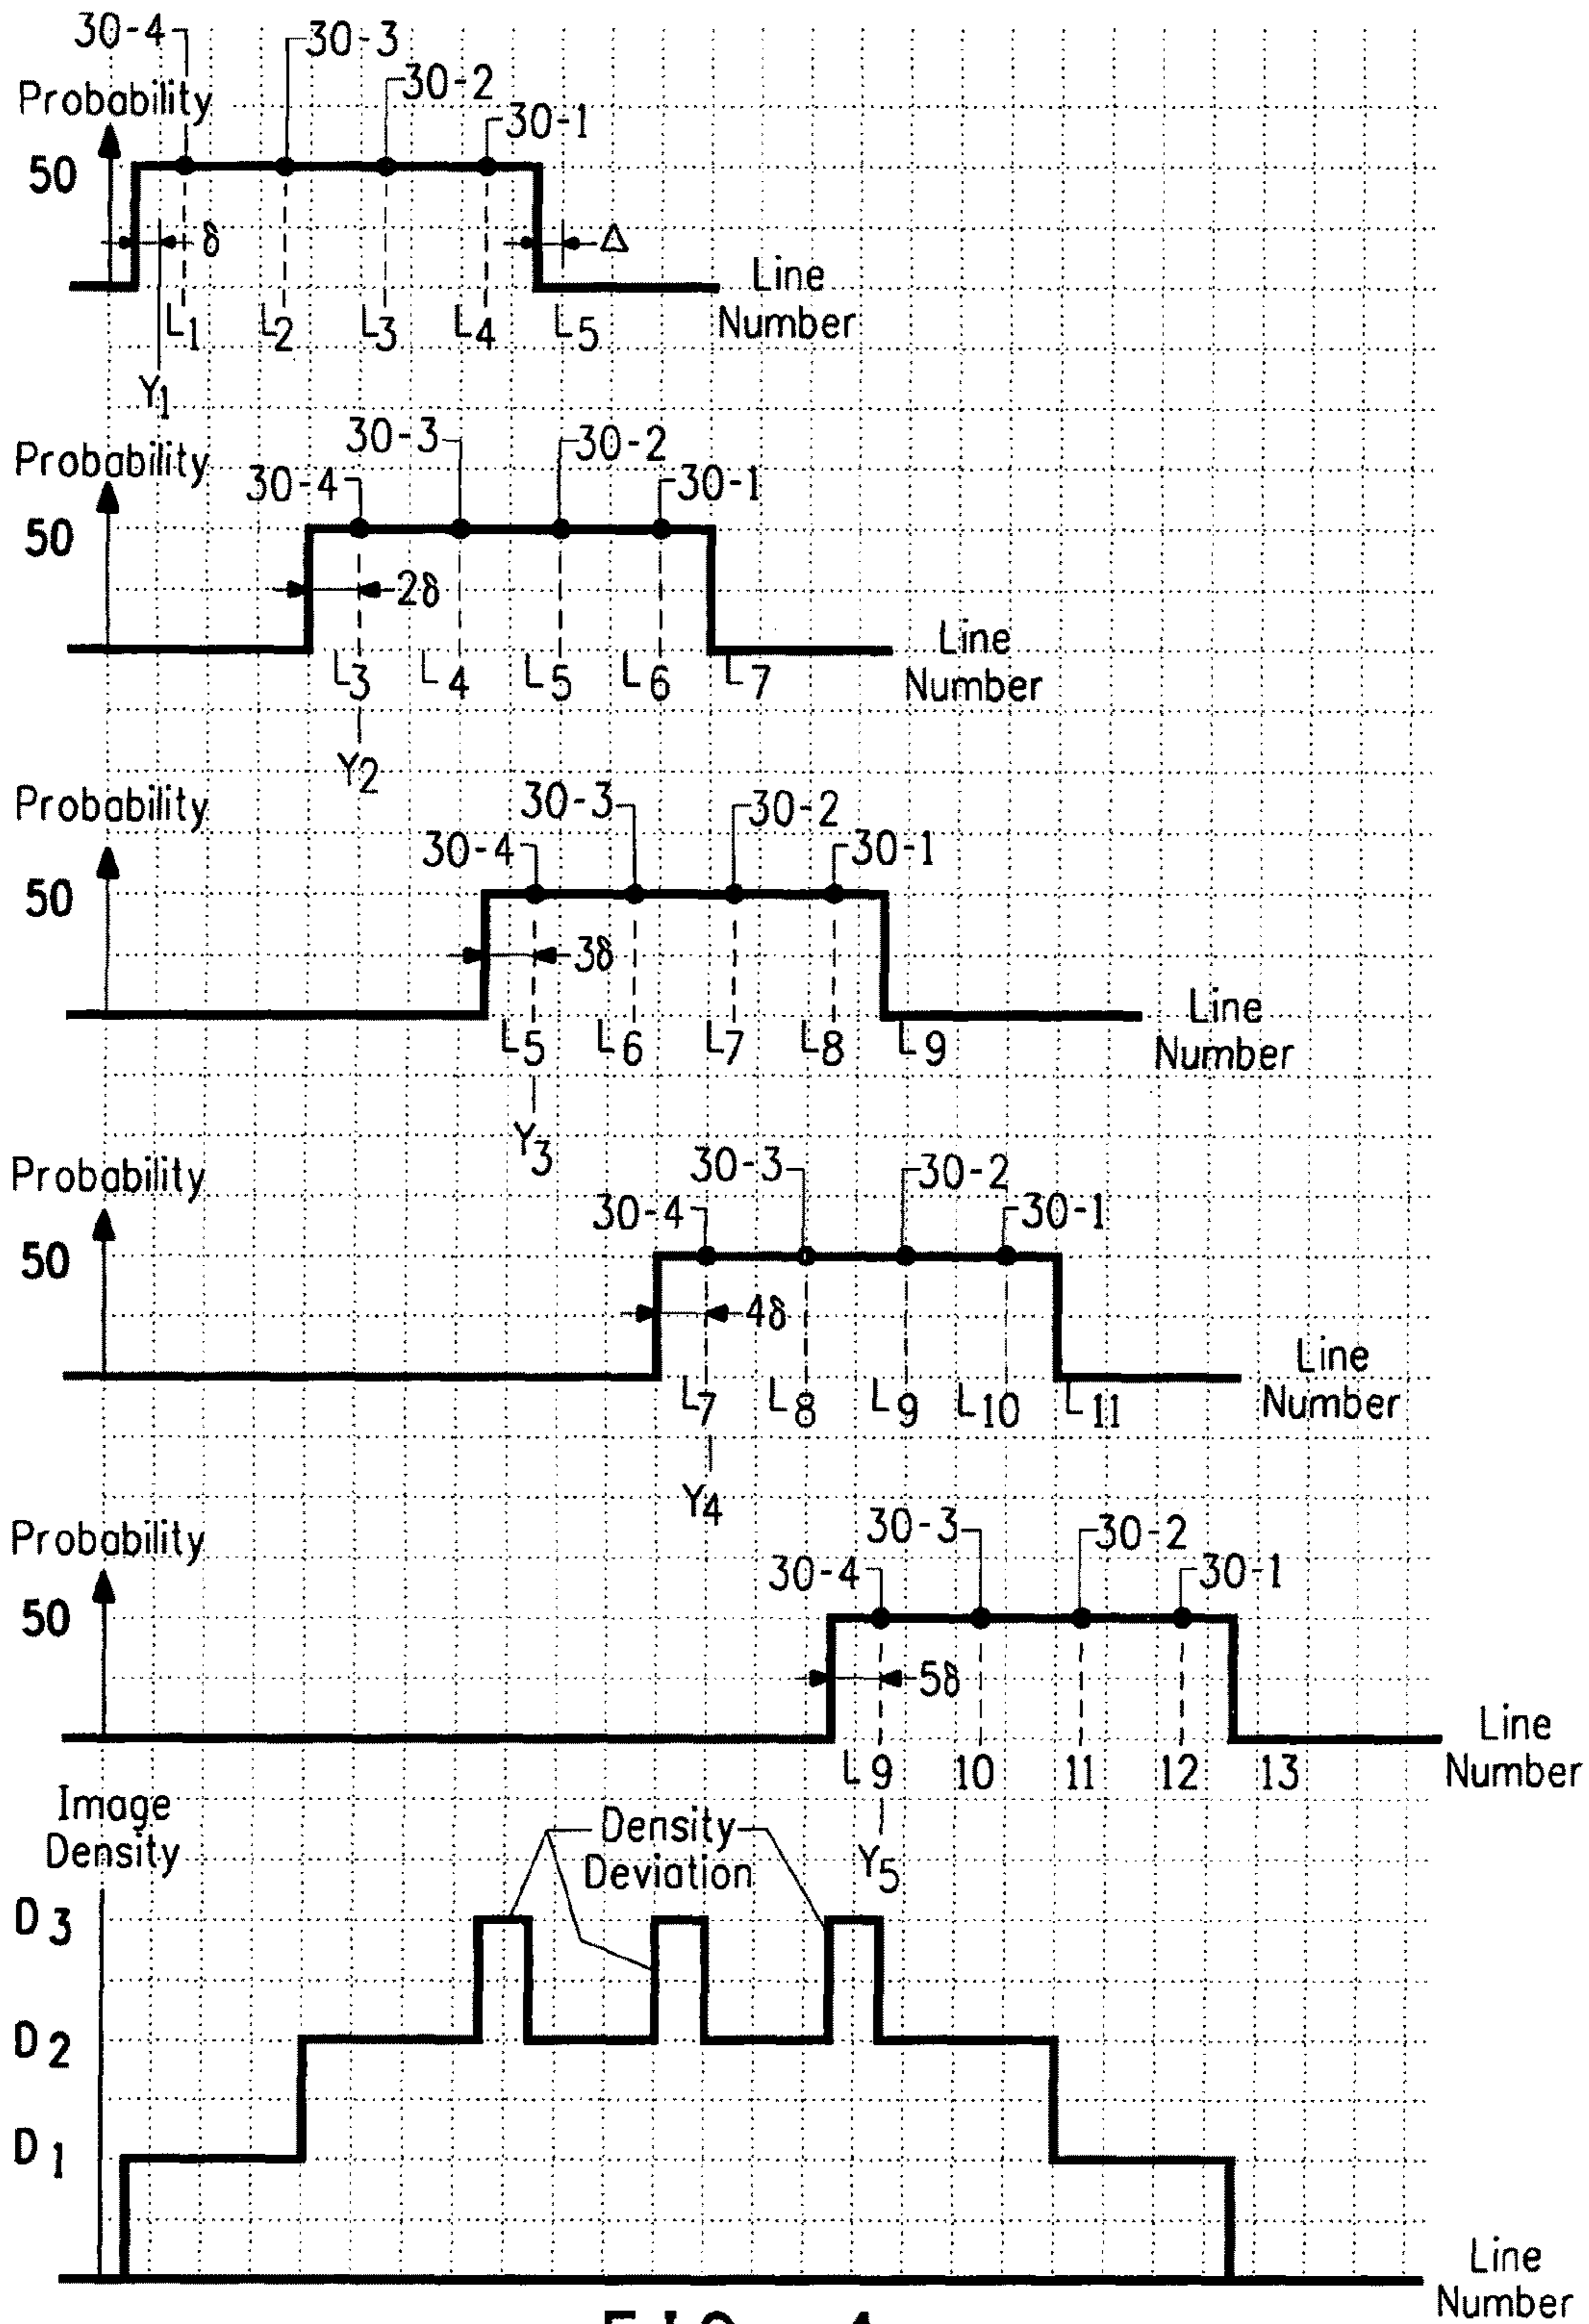 30-4
30-3
30-2
30-1
Probability
50
δ
Δ
Line
Number
L1 L2 L3 L4 L5
Y1
Probability
30-3
30-2
30-4
30-1
50
2δ
Line
Number
L3 L4 L5 L6 L7
Y2
Probability
30-3
30-2
30-4
30-1
50
3δ
Line
Number
L5 L6 L7 L8 L9
Y3
Probability
30-3
30-2
30-4
30-1
50
4δ
Line
Number
L7 L8 L9 L10 L11
Y4
Probability
30-3
30-2
30-4
30-1
50
5δ
Line
Number
L9 10 11 12 13
Y5
Image
Density
Density
Deviation
D3
D2
D1
Line
Number